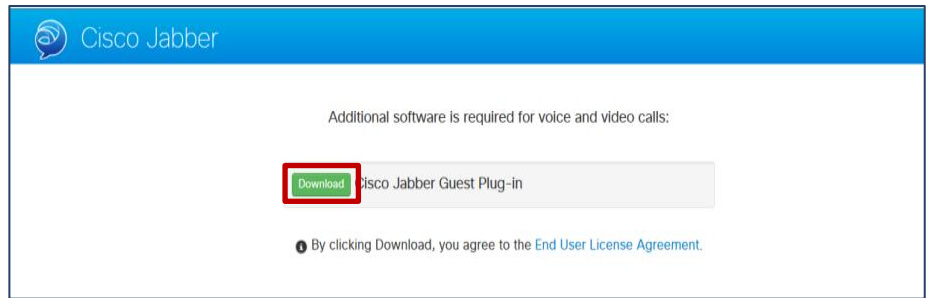 Cisco Jabber
Additional software is required for voice and video calls:
Download Cisco Jabber Guest Plug-in
By clicking Download, you agree to the End User License Agreement.